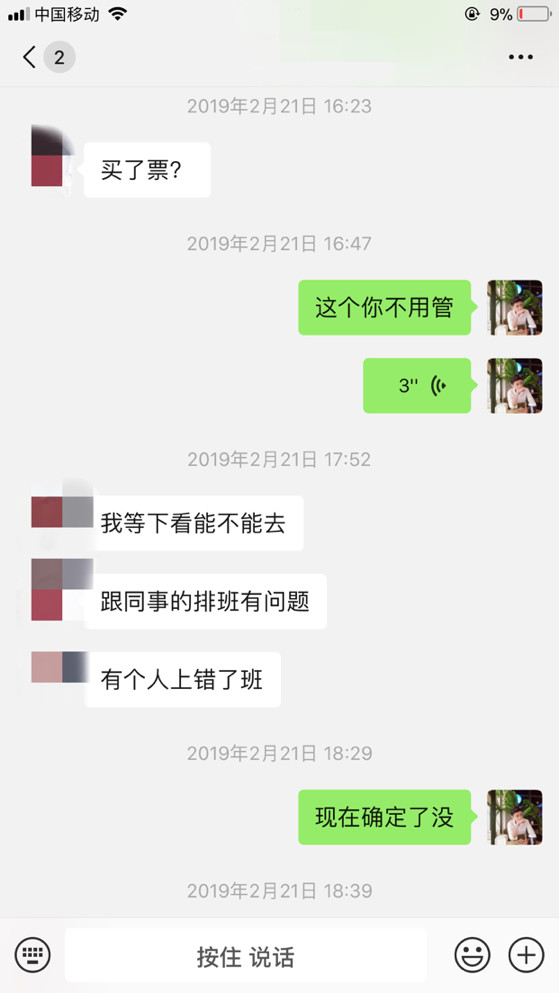 中国移动 9%
2
2019年2月21日 16:23
买了票?
2019年2月21日 16:47
这个你不用管
3''
2019年2月21日 17:52
我等下看能不能去
跟同事的排班有问题
有个人上错了班
2019年2月21日 18:29
现在确定了没
2019年2月21日 18:39
按住 说话